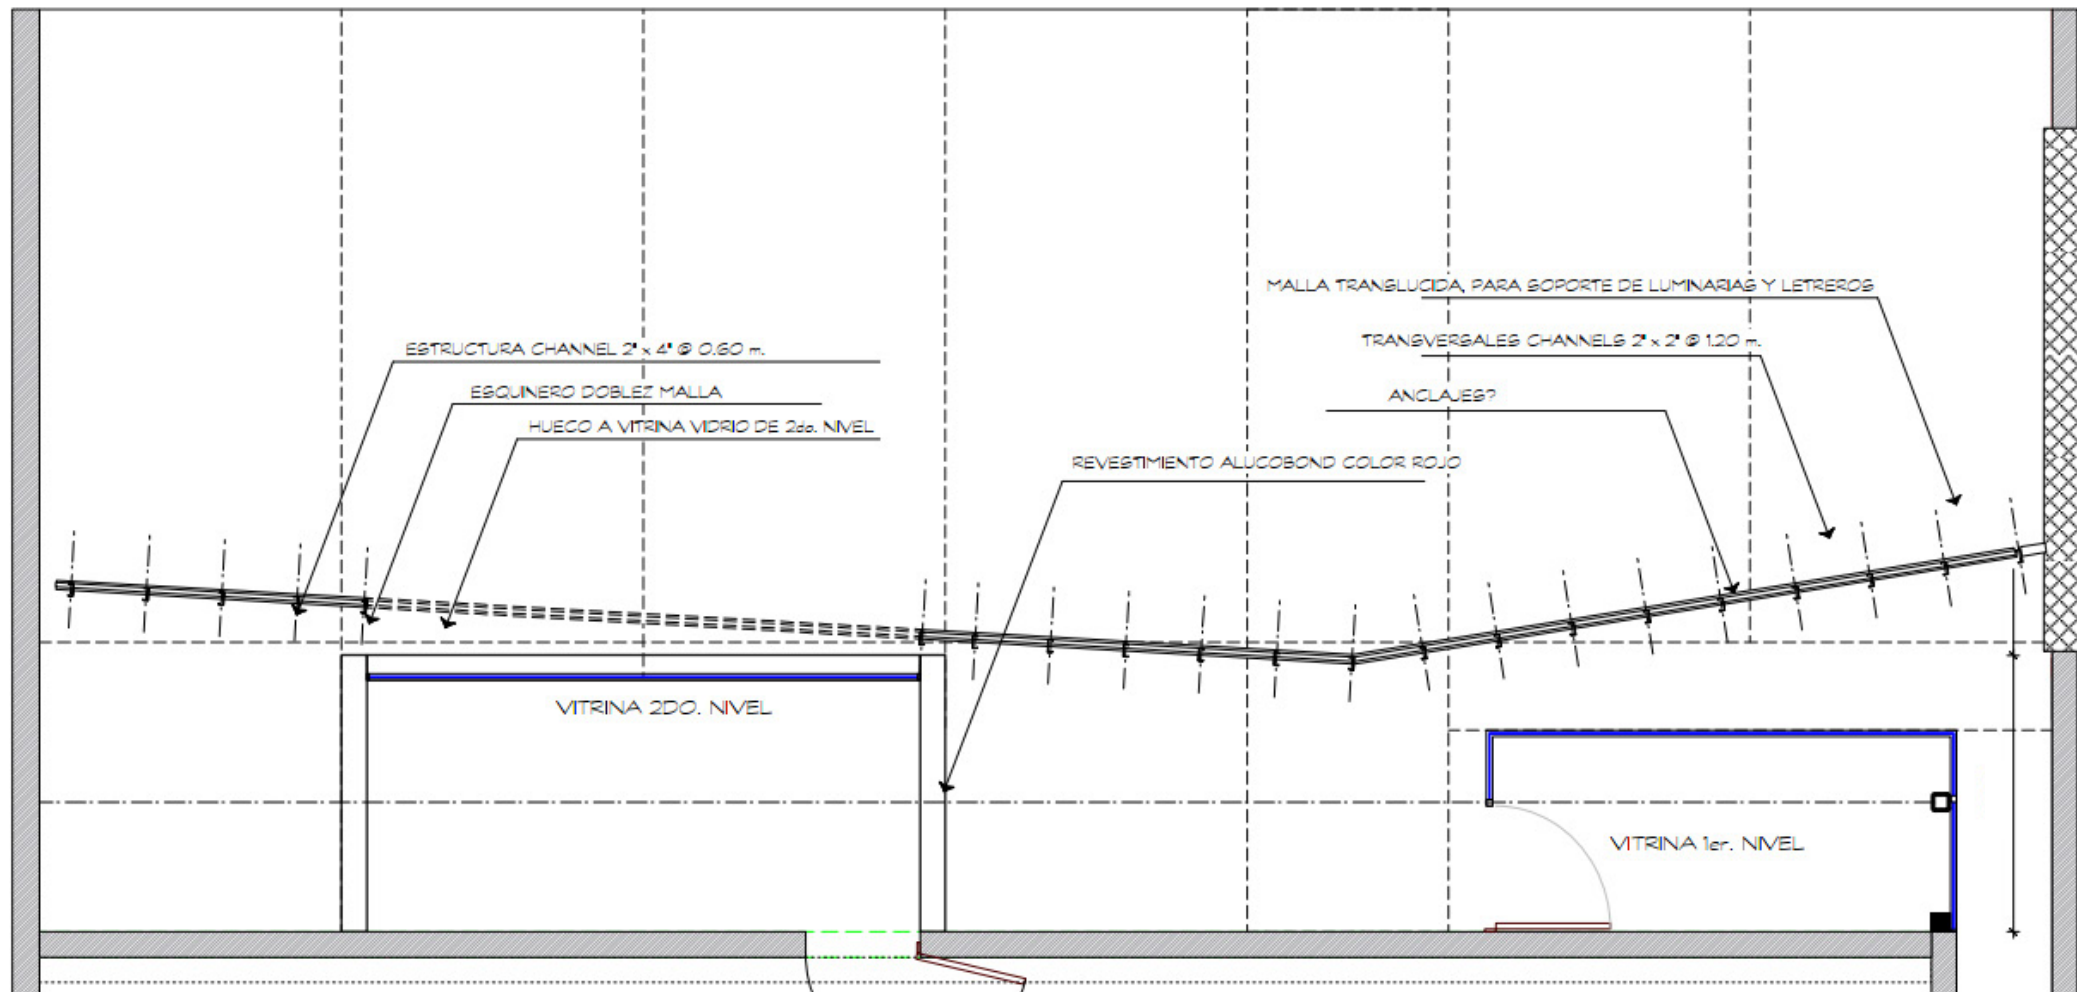 MALLA TRANSLUCIDA, PARA SOPORTE DE LUMINARIAS Y LETREROS
TRANSVERSALES CHANNELS 2" x 2" @ 1.20 m.
ESTRUCTURA CHANNEL 2" x 4" @ 0.60 m.
ESQUINERO DOBLEZ MALLA
ANCLAJES?
HUECO A VITRINA VIDRIO DE 2do. NIVEL
REVESTIMIENTO ALUCOBOND COLOR ROJO
VITRINA 2DO. NIVEL
VITRINA 1er. NIVEL